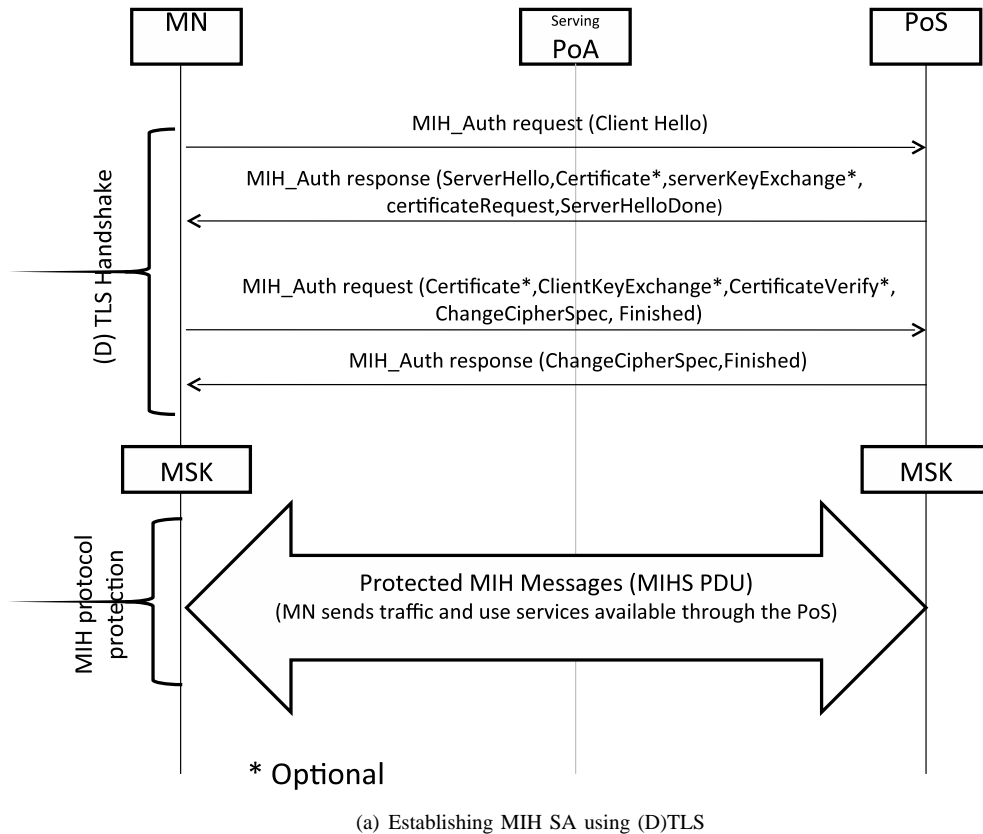 MN
Serving
PoA
PoS
MIH_Auth request (Client Hello)
MIH_Auth response (ServerHello,Certificate*,serverKeyExchange*,
certificateRequest,ServerHelloDone)
(D) TLS Handshake
MIH_Auth request (Certificate*,ClientKeyExchange*,CertificateVerify*,
ChangeCipherSpec, Finished)
MIH_Auth response (ChangeCipherSpec,Finished)
MSK
MSK
MIH protocol
protection
Protected MIH Messages (MIHS PDU)
(MN sends traffic and use services available through the PoS)
* Optional
(a) Establishing MIH SA using (D)TLS